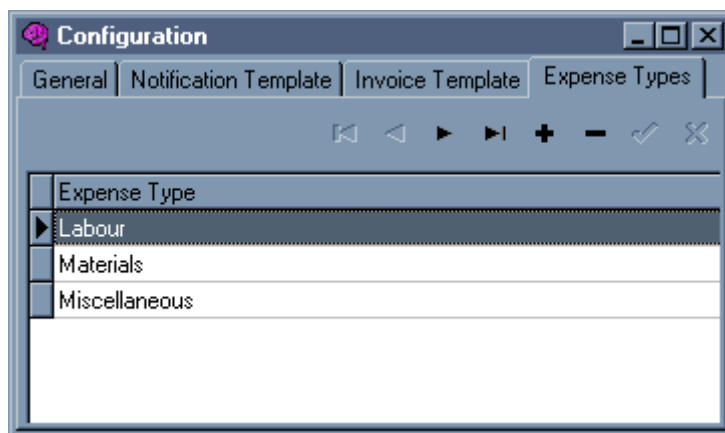 Configuration
General Notification Template Invoice Template Expense Types
Expense Type
Labour
Materials
Miscellaneous